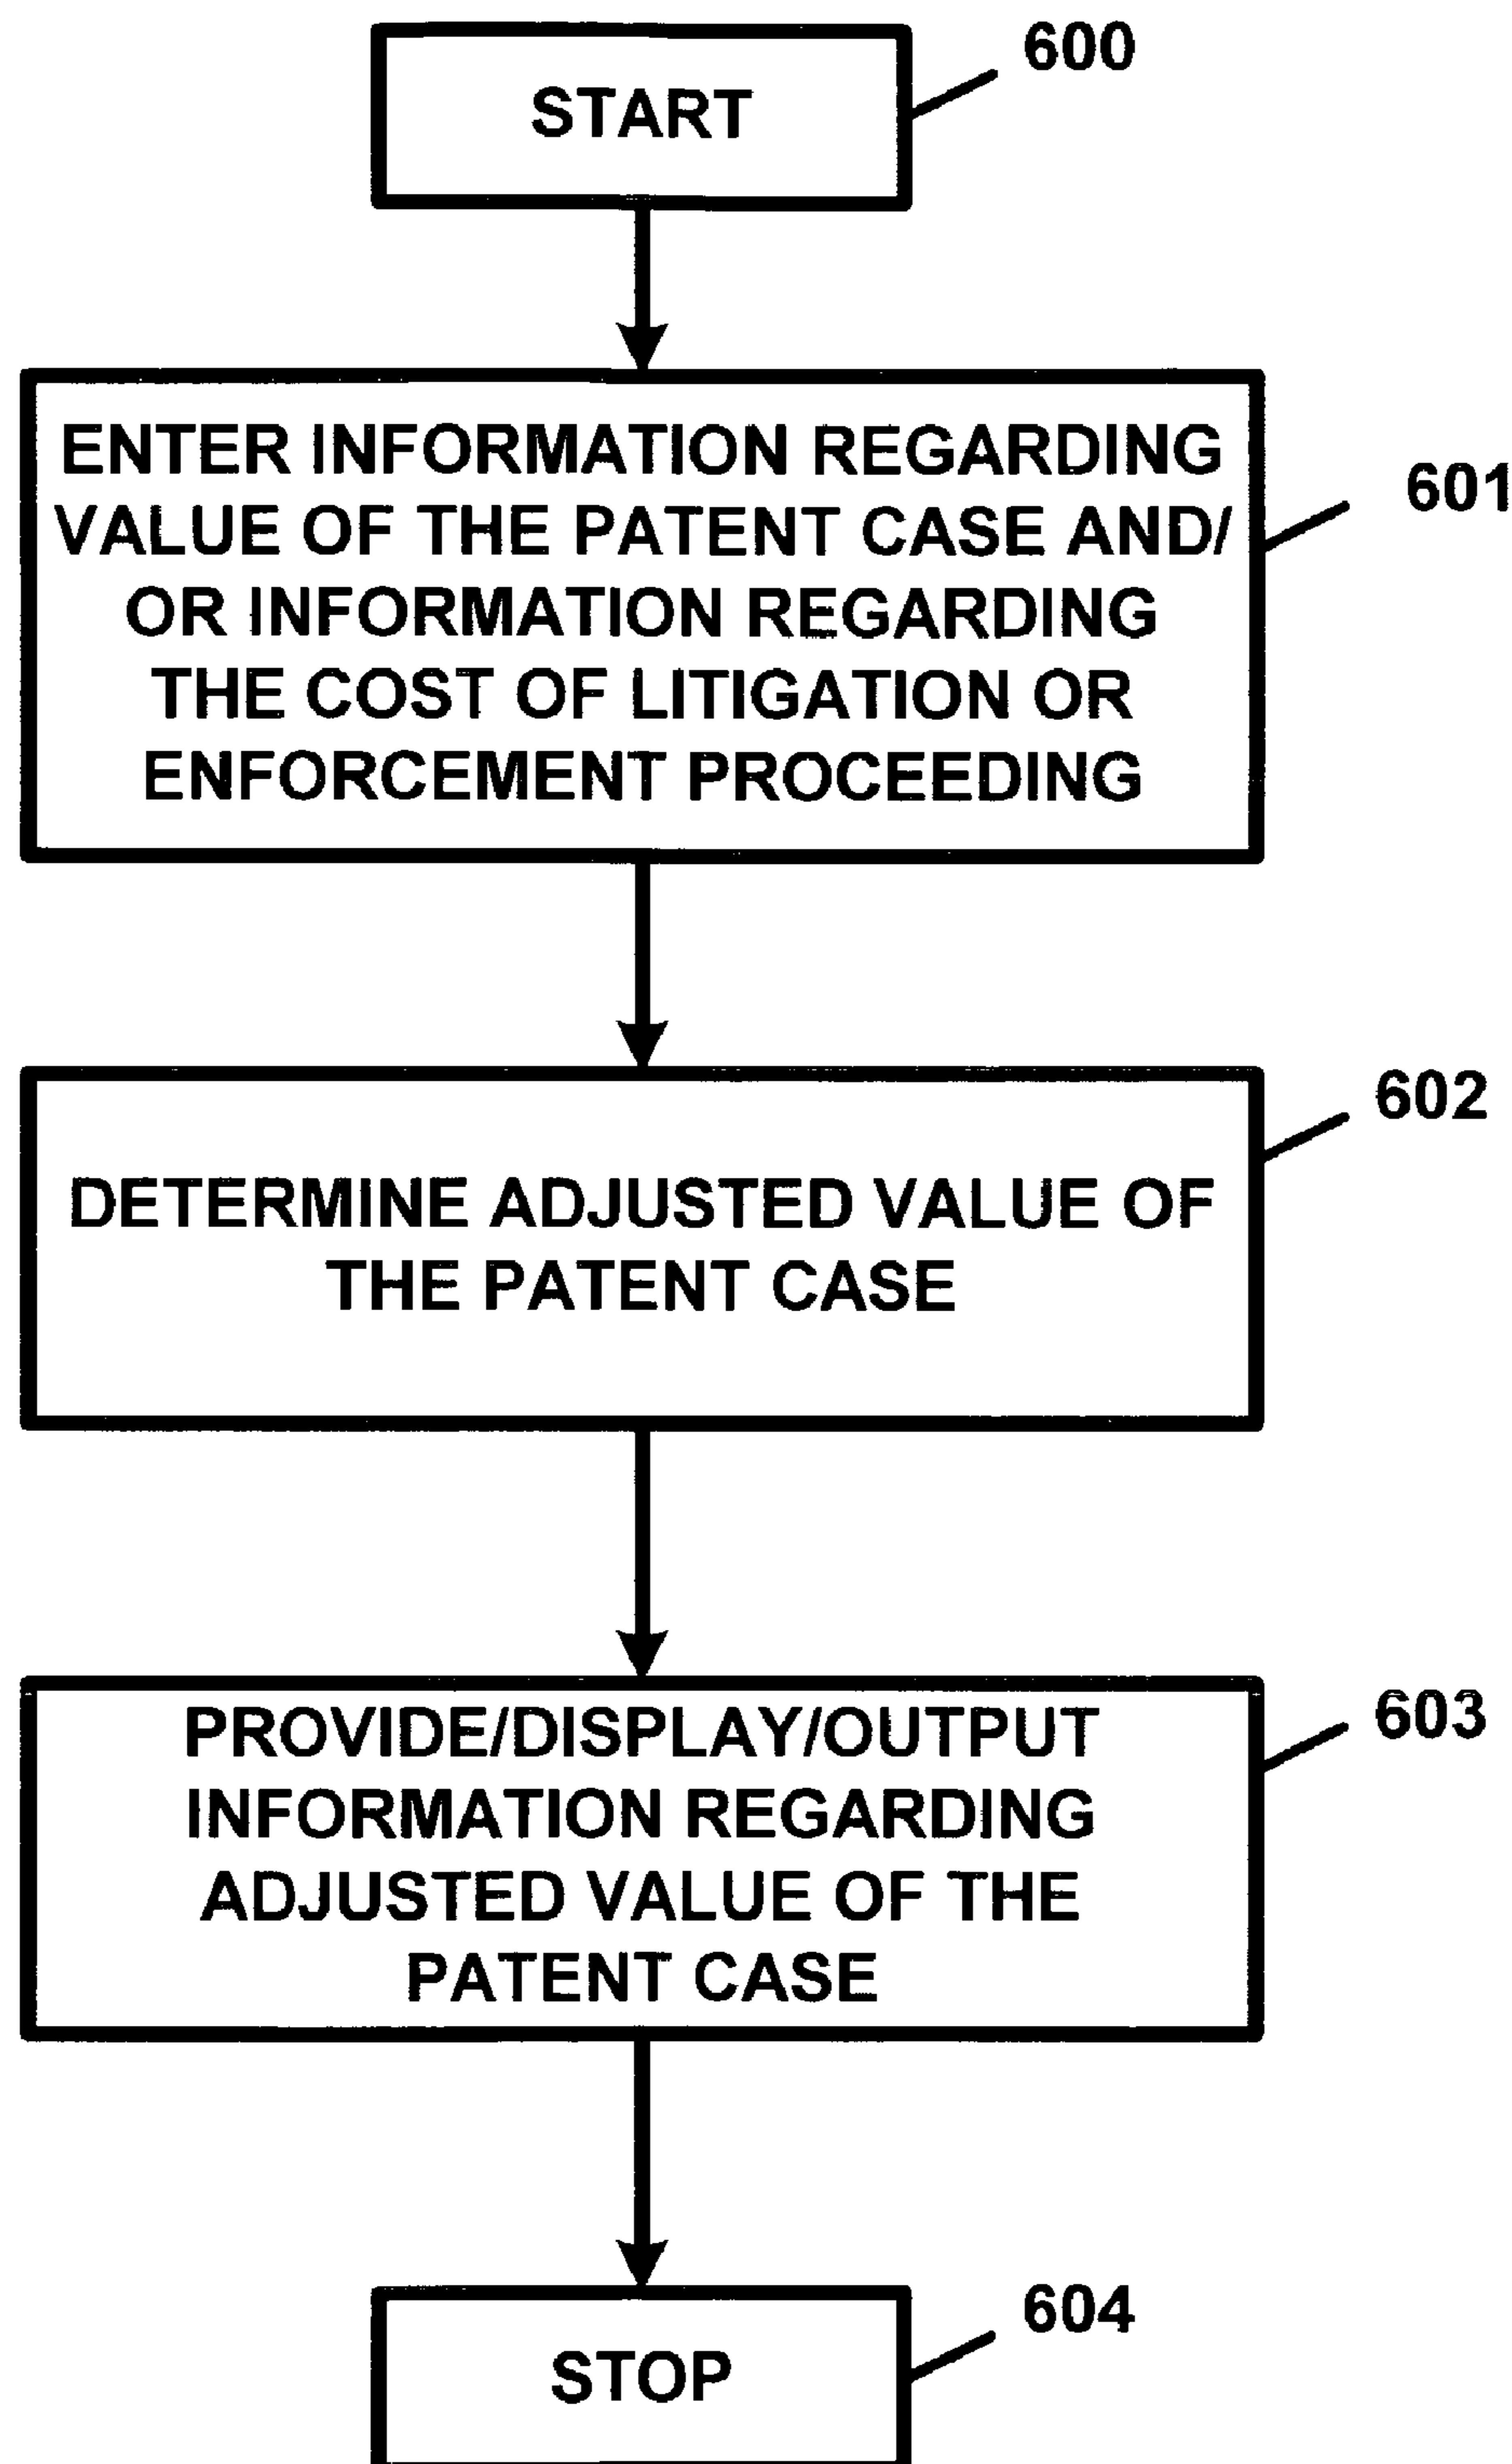 START
600
ENTER INFORMATION REGARDING
VALUE OF THE PATENT CASE AND/
OR INFORMATION REGARDING
THE COST OF LITIGATION OR
ENFORCEMENT PROCEEDING
601
DETERMINE ADJUSTED VALUE OF
THE PATENT CASE
602
PROVIDE/DISPLAY/OUTPUT
INFORMATION REGARDING
ADJUSTED VALUE OF THE
PATENT CASE
603
STOP
604